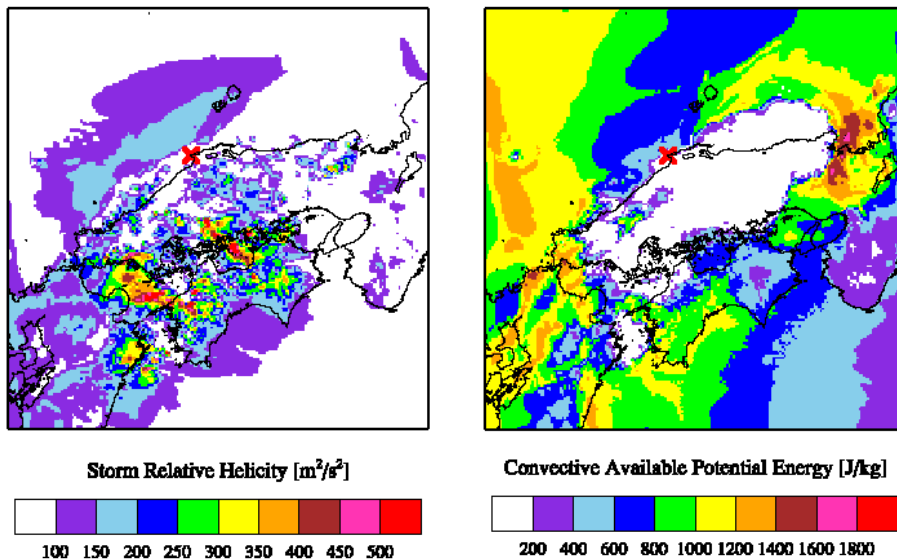 Storm Relative Helicity [m²/s²]
100 150 200 250 300 350 400 450 500
Convective Available Potential Energy [J/kg]
200 400 600 800 1000 1200 1400 1600 1800